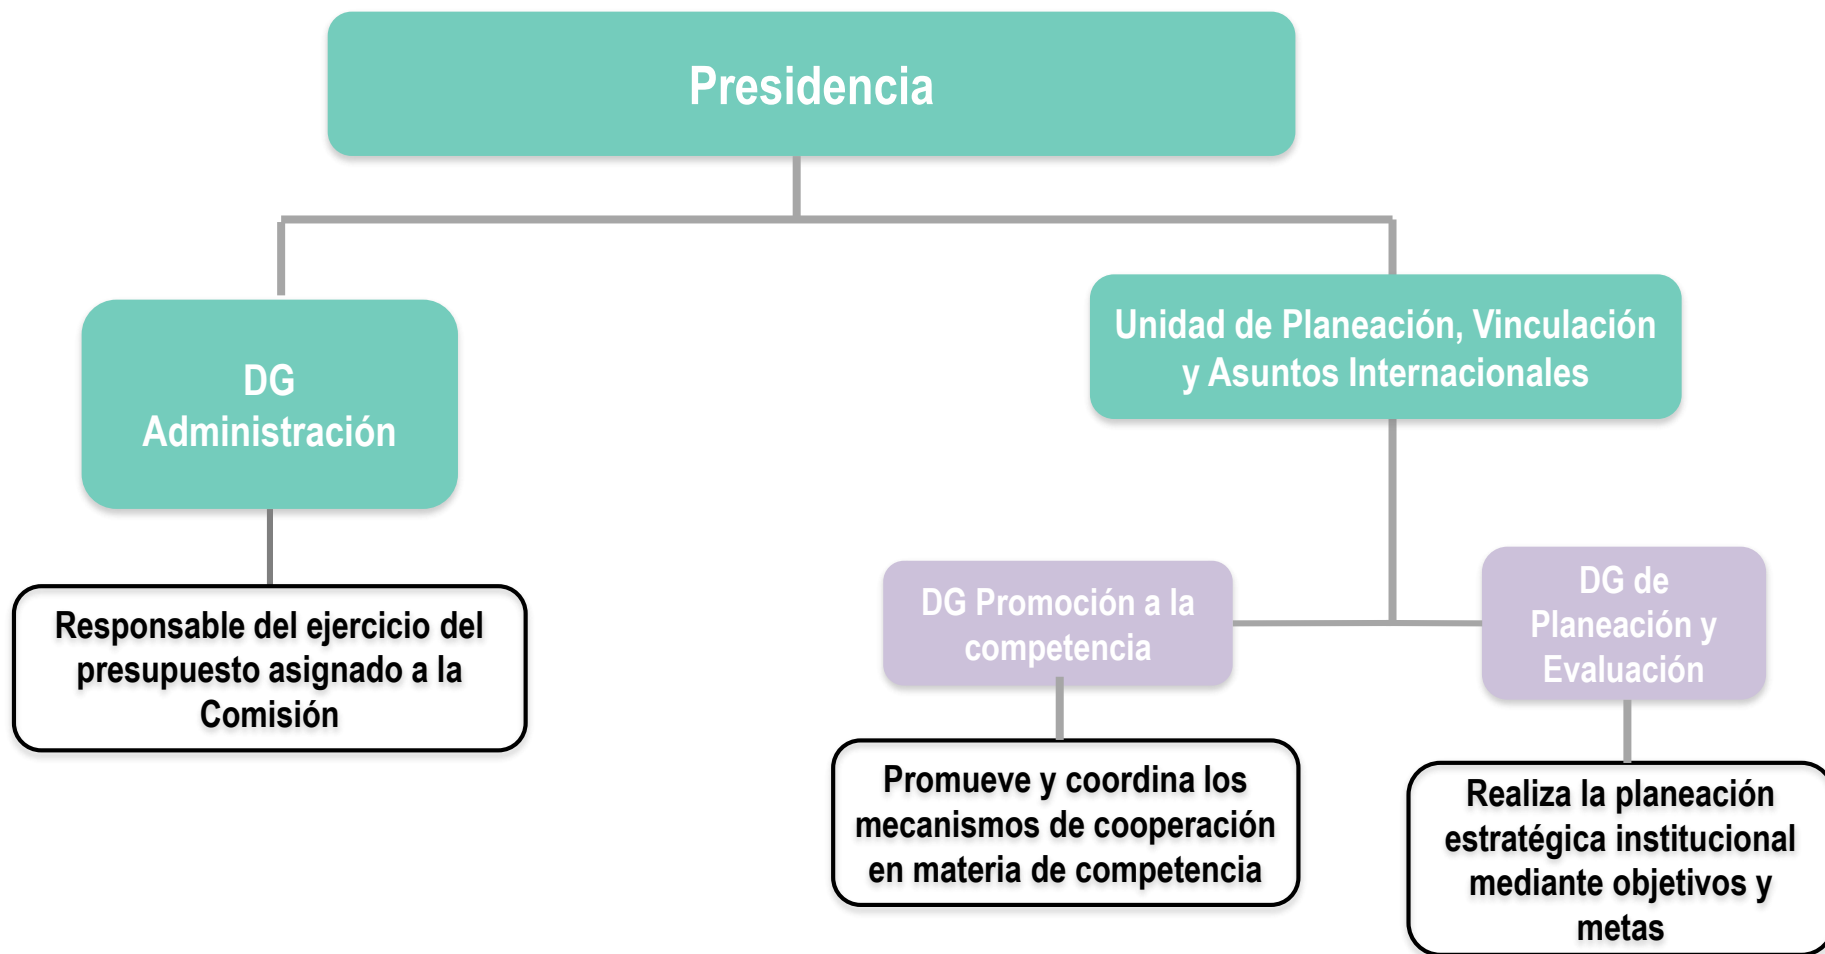 Presidencia
DG
Administración
Responsable del ejercicio del
presupuesto asignado a la
Comisión
Unidad de Planeación, Vinculación
y Asuntos Internacionales
DG Promoción a la
competencia
Promueve y coordina los
mecanismos de cooperación
en materia de competencia
DG de
Planeación y
Evaluación
Realiza la planeación
estratégica institucional
mediante objetivos y
metas